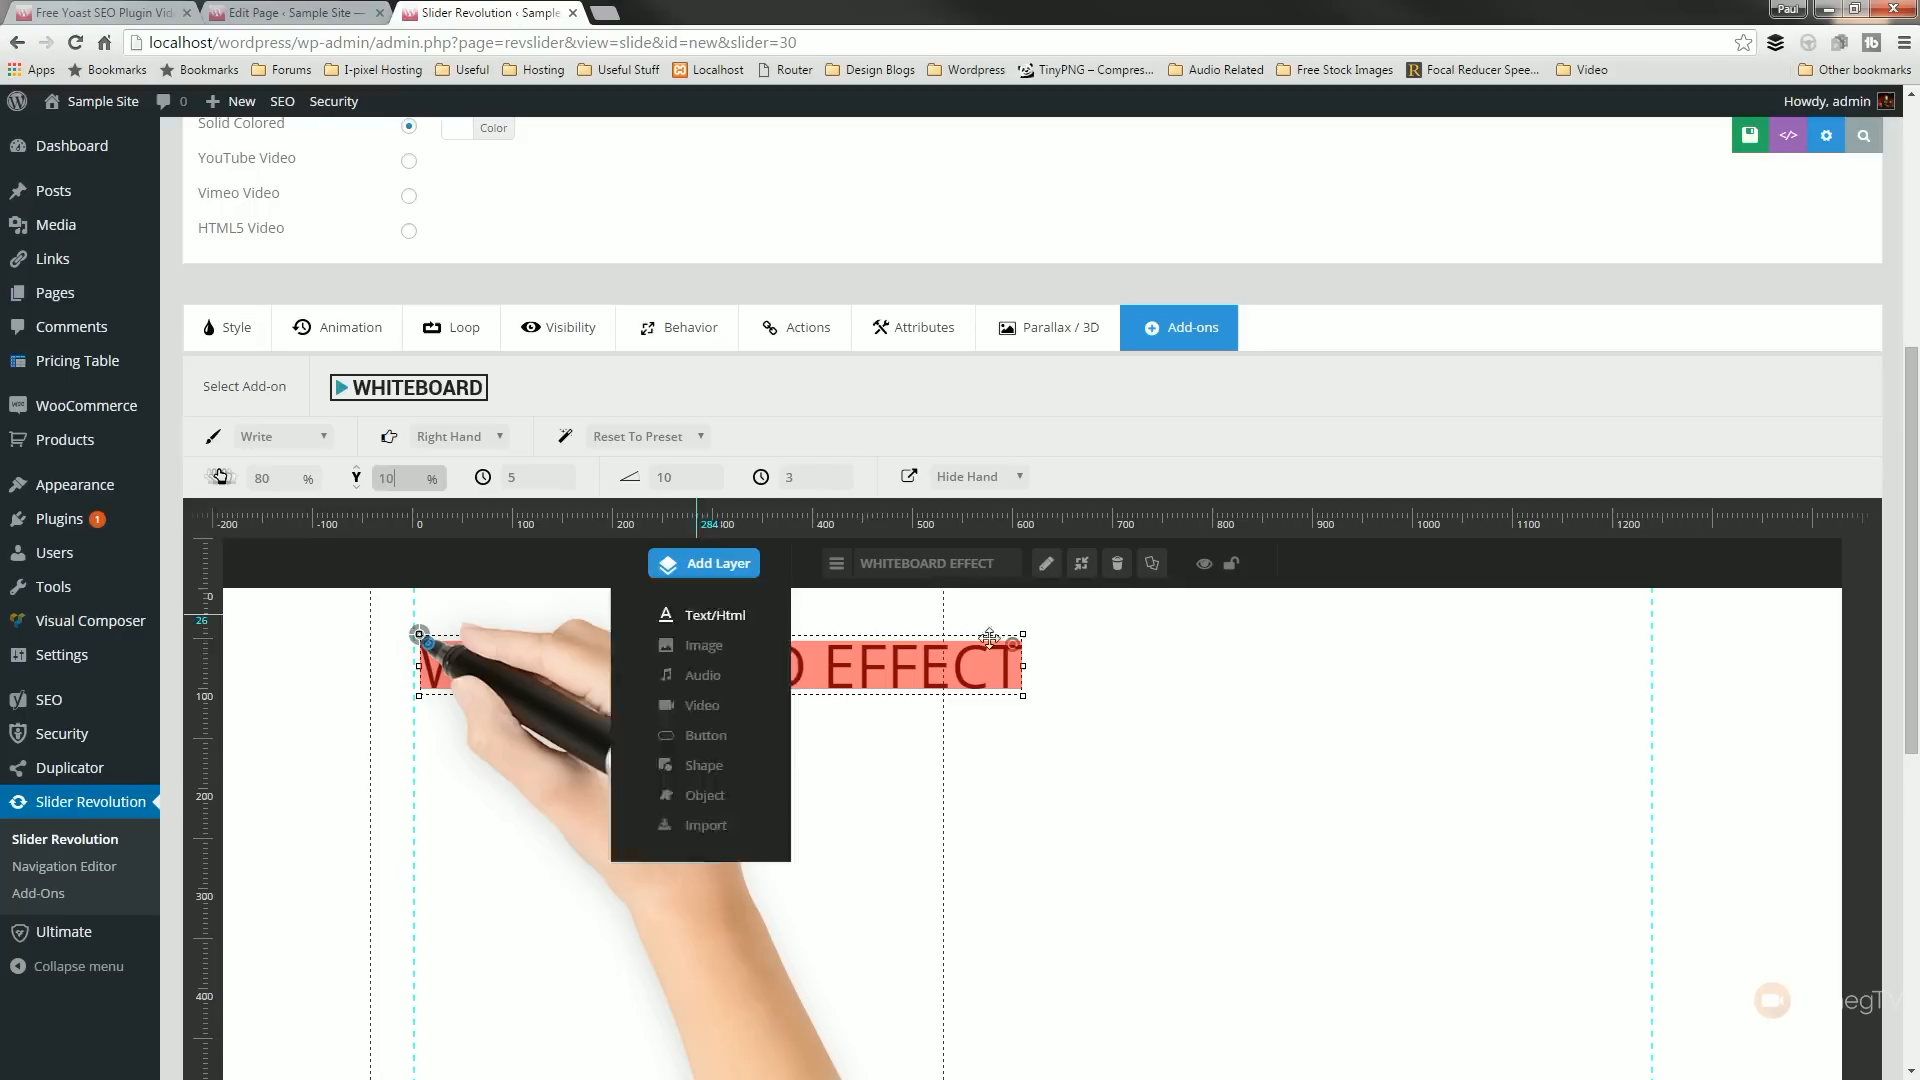 Free Yoast SEO Plugin Vid
Edit Page ‹ Sample Site —
Slider Revolution ‹ Sample
Paul
localhost/wordpress/wp-admin/admin.php?page=revslider&view=slide&id=new&slider=30
Apps
Bookmarks
Bookmarks
Forums
I-pixel Hosting
Useful
Hosting
Useful Stuff
Localhost
Router
Design Blogs
Wordpress
TinyPNG – Compres...
Audio Related
Free Stock Images
Focal Reducer Spee...
Video
Other bookmarks
Sample Site
0
New
SEO
Security
Howdy, admin
Dashboard
Posts
Media
Links
Pages
Comments
Pricing Table
WooCommerce
Products
Appearance
Plugins 1
Users
Tools
Visual Composer
Settings
SEO
Security
Duplicator
Slider Revolution
Slider Revolution
Navigation Editor
Add-Ons
Ultimate
Collapse menu
Solid Colored
Color
YouTube Video
Vimeo Video
HTML5 Video
Style
Animation
Loop
Visibility
Behavior
Actions
Attributes
Parallax / 3D
Add-ons
Select Add-on
WHITEBOARD
Write
Right Hand
Reset To Preset
80 %
Y
10 %
5
10
3
Hide Hand
-200 -100 0 100 200 284 400 500 600 700 800 900 1000 1100 1200
Add Layer
WHITEBOARD EFFECT
0
26
100
200
300
400
Text/Html
Image
Audio
Video
Button
Shape
Object
Import
EFFECT